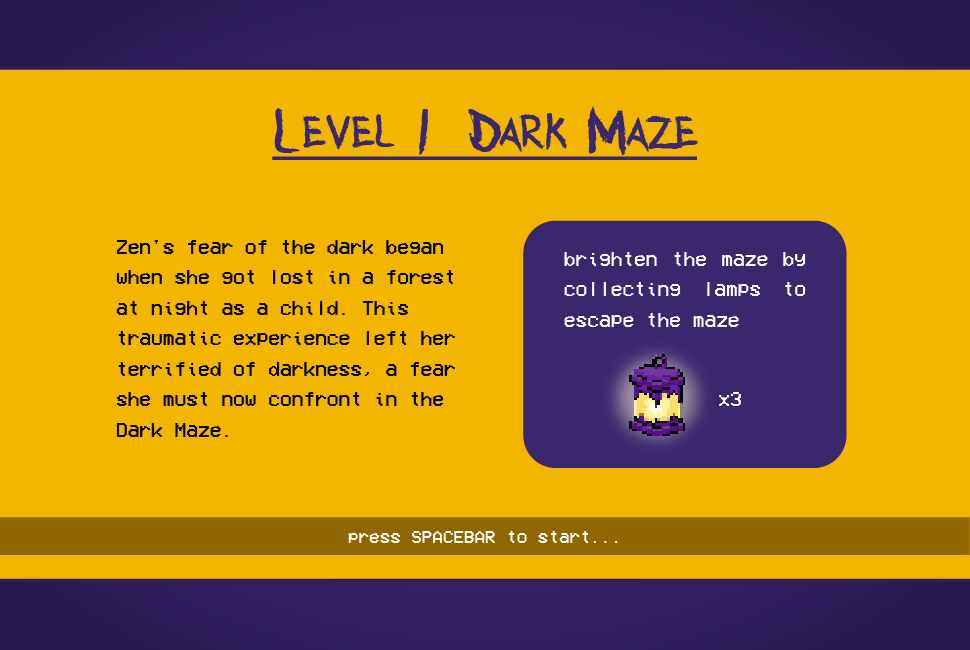 Level 1 Dark Maze
Zen's fear of the dark began
when she got lost in a forest
at night as a child. This
traumatic experience left her
terrified of darkness, a fear
she must now confront in the
Dark Maze.
brighten the maze by
collecting lamps to
escape the maze
x3
press SPACEBAR to start...